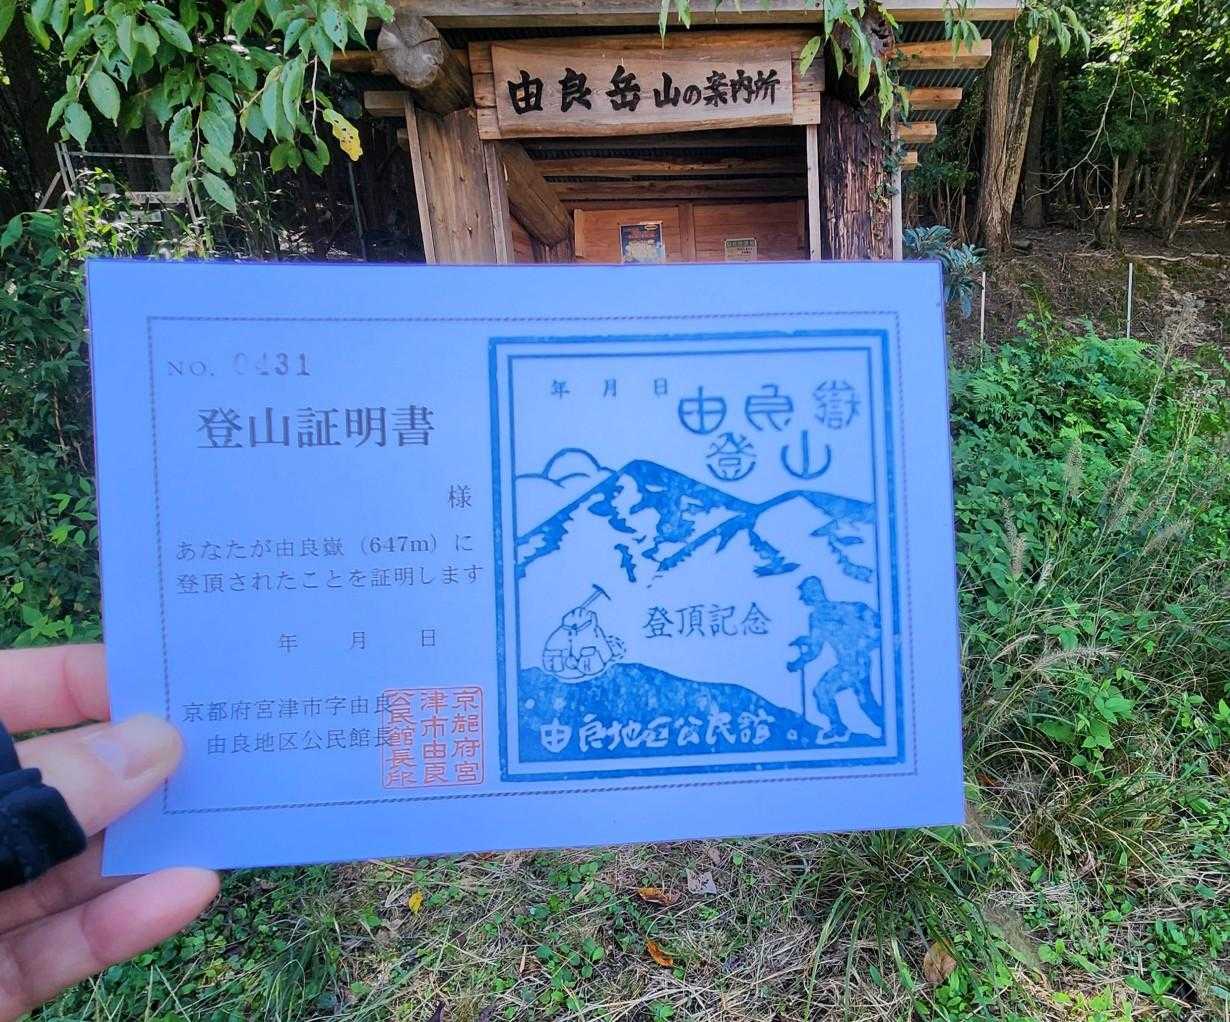 由良岳 山の案内所
NO. 0431
登山証明書
様
あなたが由良嶽（647m）に
登頂されたことを証明します
年 月 日
京都府宮津市字由良
由良地区公民館長
京都府宮
津市由良
公民館長印
年 月 日
由良嶽
登山
登頂記念
由良地区公民館